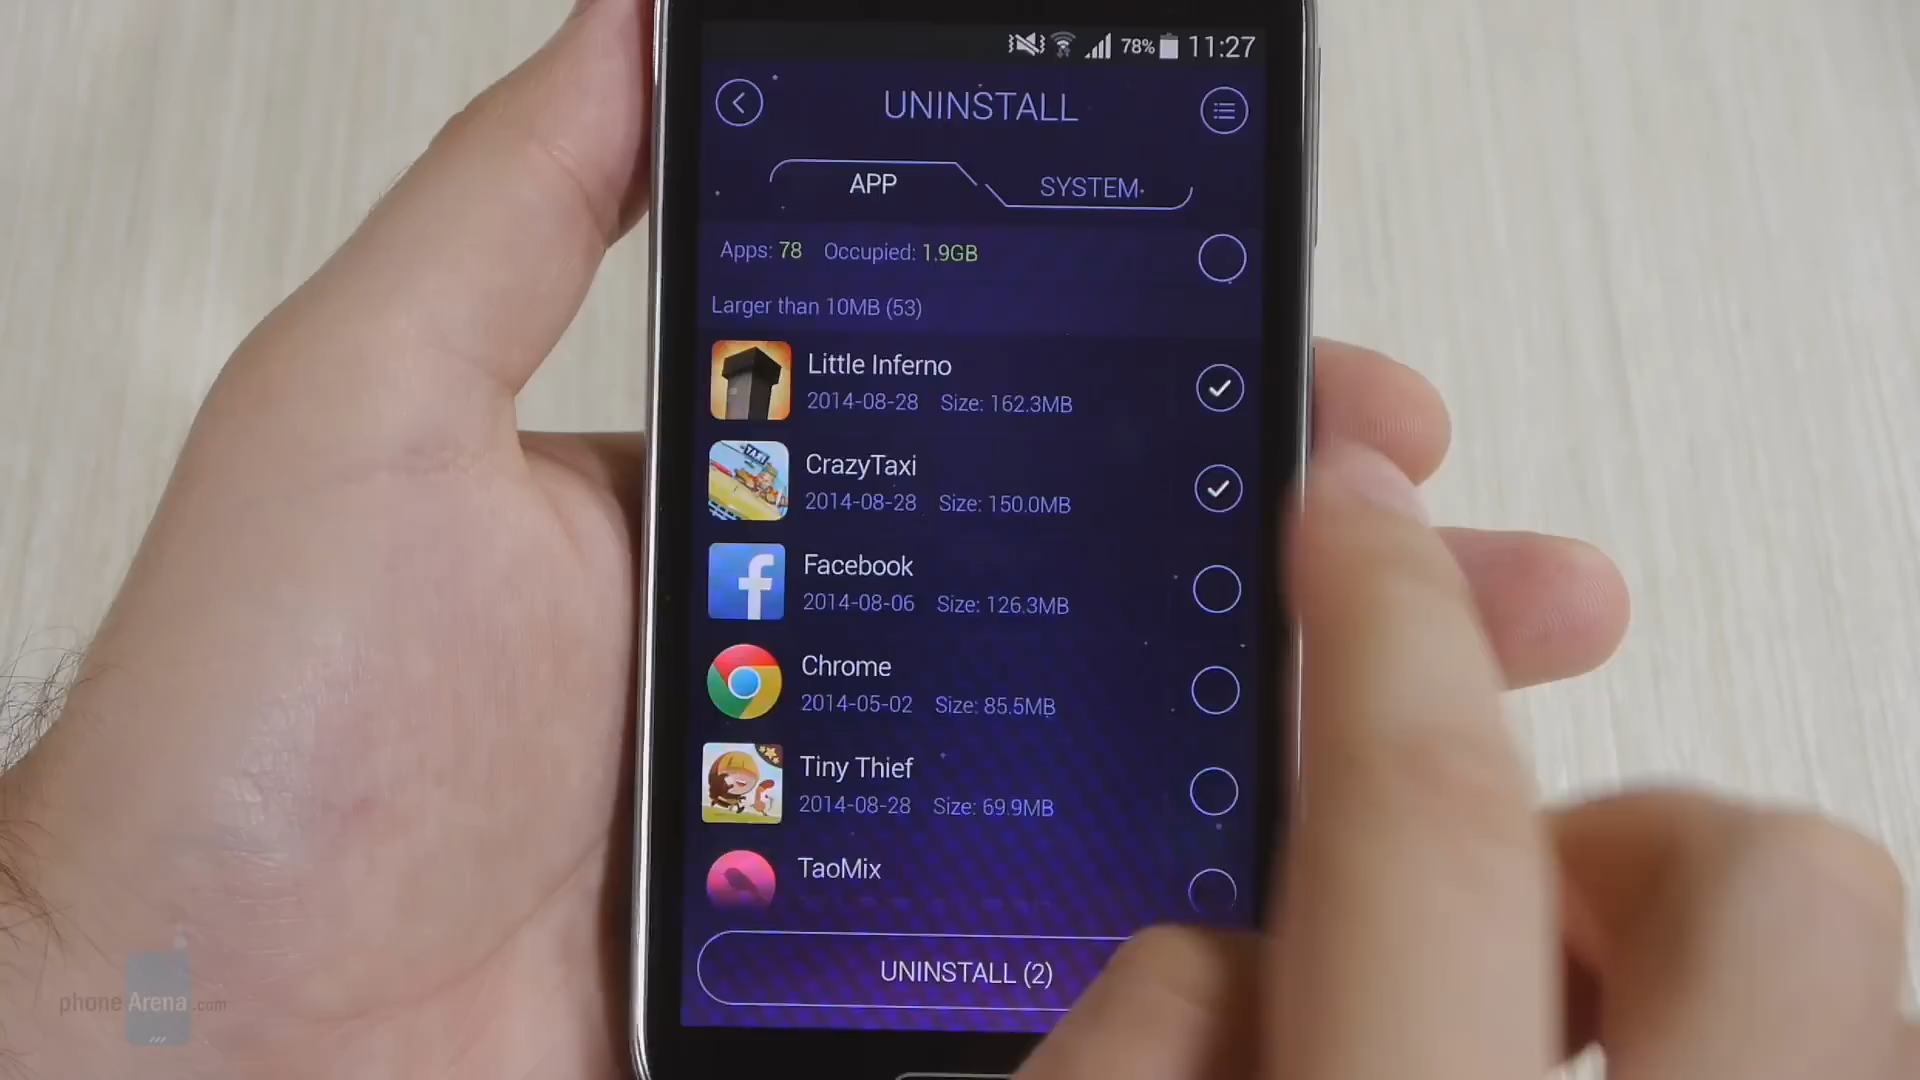 78% 11:27
UNINSTALL
APP SYSTEM
Apps: 78 Occupied: 1.9GB
Larger than 10MB (53)
Little Inferno
2014-08-28 Size: 162.3MB
CrazyTaxi
2014-08-28 Size: 150.0MB
Facebook
2014-08-06 Size: 126.3MB
Chrome
2014-05-02 Size: 85.5MB
Tiny Thief
2014-08-28 Size: 69.9MB
TaoMix
UNINSTALL (2)
phoneArena.com